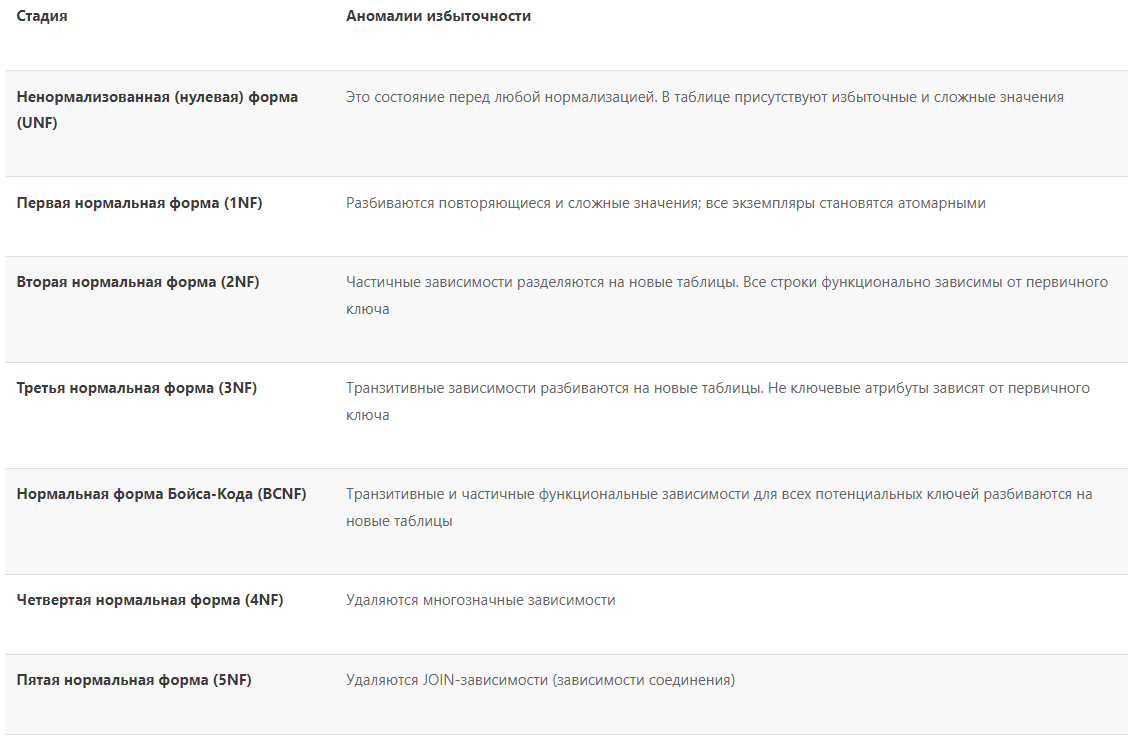 Стадия
Аномалии избыточности
Ненормализованная (нулевая) форма
(UNF)
Это состояние перед любой нормализацией. В таблице присутствуют избыточные и сложные значения
Первая нормальная форма (1NF)
Разбиваются повторяющиеся и сложные значения; все экземпляры становятся атомарными
Вторая нормальная форма (2NF)
Частичные зависимости разделяются на новые таблицы. Все строки функционально зависимы от первичного
ключа
Третья нормальная форма (3NF)
Транзитивные зависимости разбиваются на новые таблицы. Не ключевые атрибуты зависят от первичного
ключа
Нормальная форма Бойса-Кода (BCNF)
Транзитивные и частичные функциональные зависимости для всех потенциальных ключей разбиваются на
новые таблицы
Четвертая нормальная форма (4NF)
Удаляются многозначные зависимости
Пятая нормальная форма (5NF)
Удаляются JOIN-зависимости (зависимости соединения)